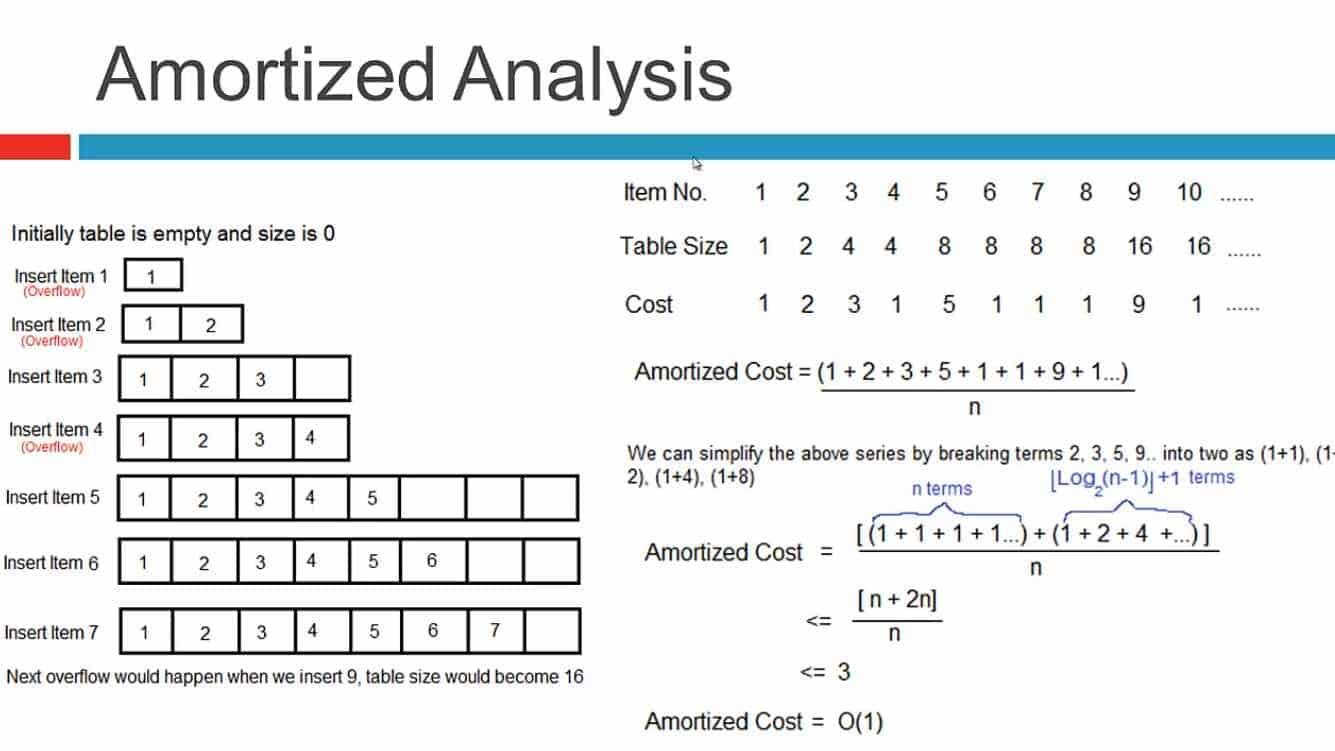 Amortized Analysis
Initially table is empty and size is 0
Insert Item 1 1
(Overflow)
Insert Item 2 1 2
(Overflow)
Insert Item 3 1 2 3
Insert Item 4 1 2 3 4
(Overflow)
Insert Item 5 1 2 3 4 5
Insert Item 6 1 2 3 4 5 6
Insert Item 7 1 2 3 4 5 6 7
Next overflow would happen when we insert 9, table size would become 16
Item No. 1 2 3 4 5 6 7 8 9 10 ......
Table Size 1 2 4 4 8 8 8 8 16 16 ......
Cost 1 2 3 1 5 1 1 1 9 1 ......
Amortized Cost = (1 + 2 + 3 + 5 + 1 + 1 + 9 + 1...)
n
We can simplify the above series by breaking terms 2, 3, 5, 9.. into two as (1+1), (1+
2), (1+4), (1+8)
n terms ⌊Log₂(n-1)⌋+1 terms
Amortized Cost = [(1 + 1 + 1 + 1...) + (1 + 2 + 4 +...)]
n
<= [ n + 2n]
n
<= 3
Amortized Cost = O(1)